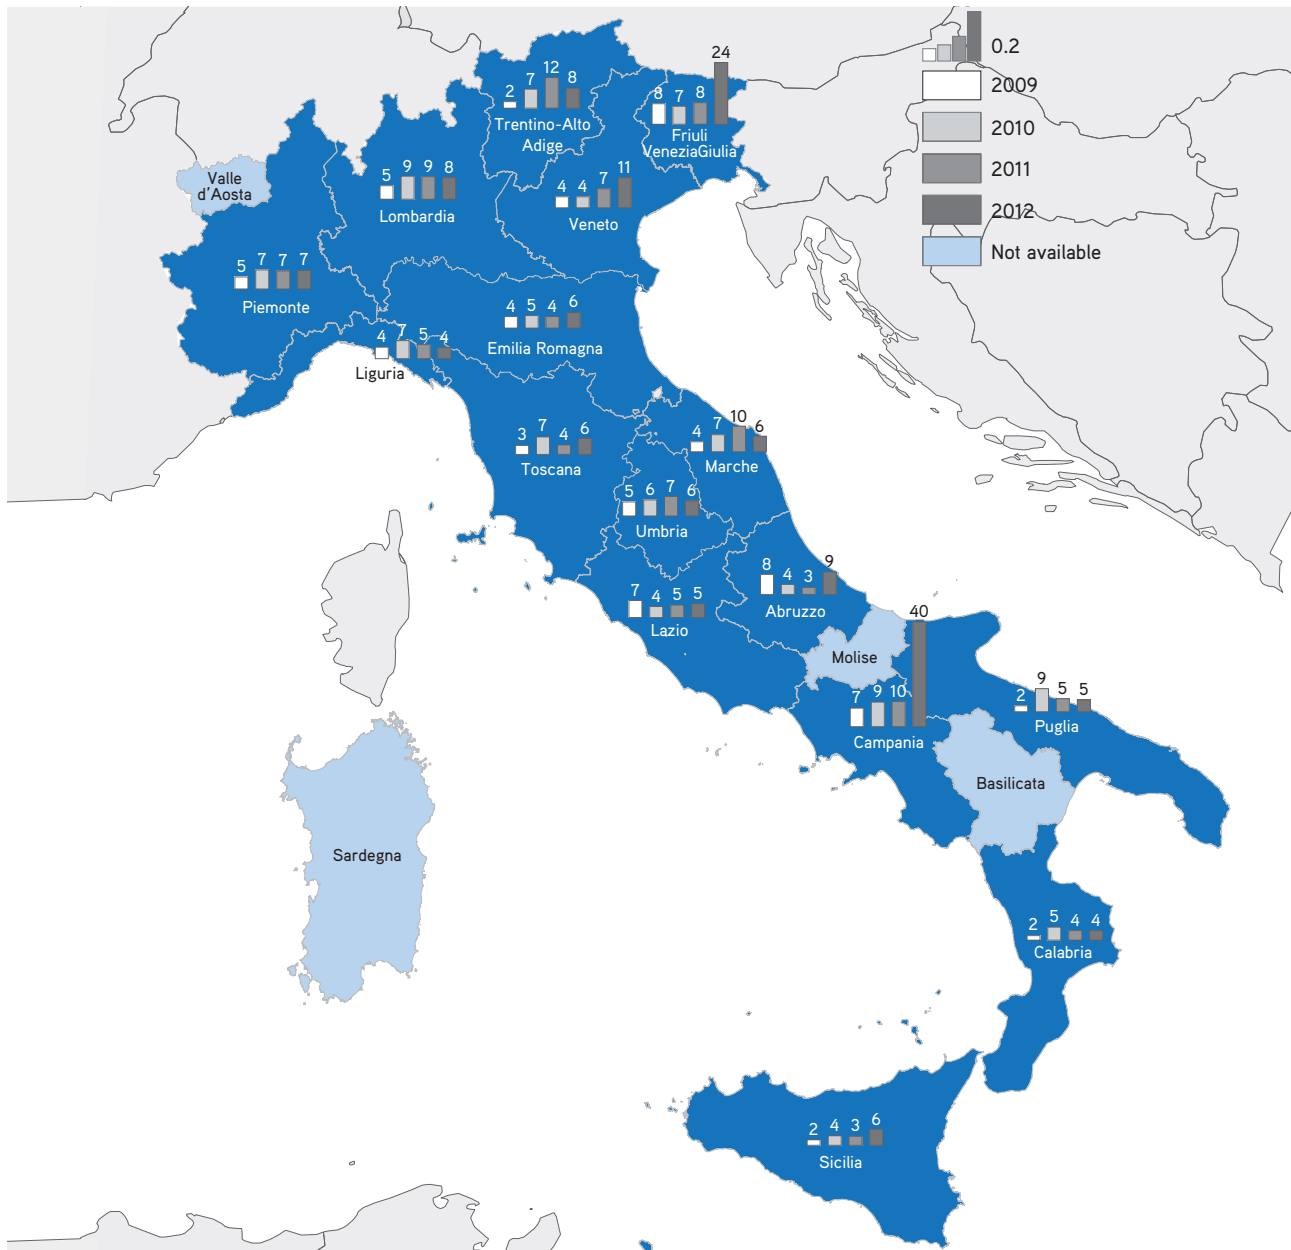 0.2
2009
2010
2011
2012
Not available
24
2 7 12 8
8 7 8
Trentino-Alto
Adige
Friuli
VeneziaGiulia
Valle
d'Aosta
5 9 9 8
Lombardia
4 4 7 11
Veneto
5 7 7 7
Piemonte
4 5 4 6
Emilia Romagna
4 7 5 4
Liguria
3 7 4 6
Toscana
4 7 10 6
Marche
5 6 7 6
Umbria
8 4 3 9
Abruzzo
7 4 5 5
Lazio
40
Molise
7 9 10
Campania
2 9 5 5
Puglia
Basilicata
Sardegna
2 5 4 4
Calabria
2 4 3 6
Sicilia